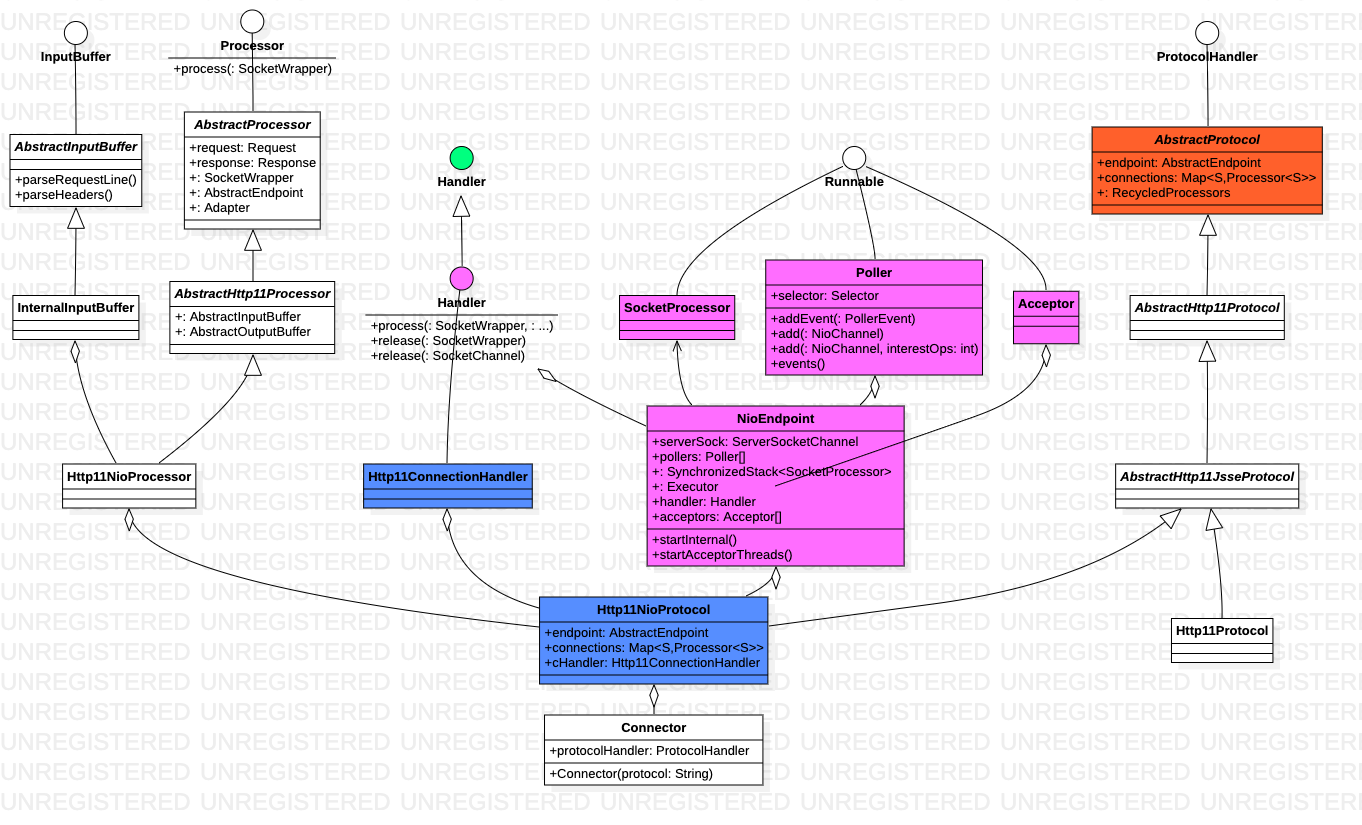 InputBuffer
Processor
+process(: SocketWrapper)
ProtocolHandler
AbstractInputBuffer
+parseRequestLine()
+parseHeaders()
AbstractProcessor
+request: Request
+response: Response
+: SocketWrapper
+: AbstractEndpoint
+: Adapter
Handler
Runnable
AbstractProtocol
+endpoint: AbstractEndpoint
+connections: Map<S,Processor<S>>
+: RecycledProcessors
InternalInputBuffer
AbstractHttp11Processor
+: AbstractInputBuffer
+: AbstractOutputBuffer
Handler
+process(: SocketWrapper, : ...)
+release(: SocketWrapper)
+release(: SocketChannel)
SocketProcessor
Poller
+selector: Selector
+addEvent(: PollerEvent)
+add(: NioChannel)
+add(: NioChannel, interestOps: int)
+events()
Acceptor
AbstractHttp11Protocol
Http11NioProcessor
Http11ConnectionHandler
NioEndpoint
+serverSock: ServerSocketChannel
+pollers: Poller[]
+: SynchronizedStack<SocketProcessor>
+: Executor
+handler: Handler
+acceptors: Acceptor[]
+startInternal()
+startAcceptorThreads()
AbstractHttp11JsseProtocol
Http11NioProtocol
+endpoint: AbstractEndpoint
+connections: Map<S,Processor<S>>
+cHandler: Http11ConnectionHandler
Http11Protocol
Connector
+protocolHandler: ProtocolHandler
+Connector(protocol: String)
UNREGISTERED